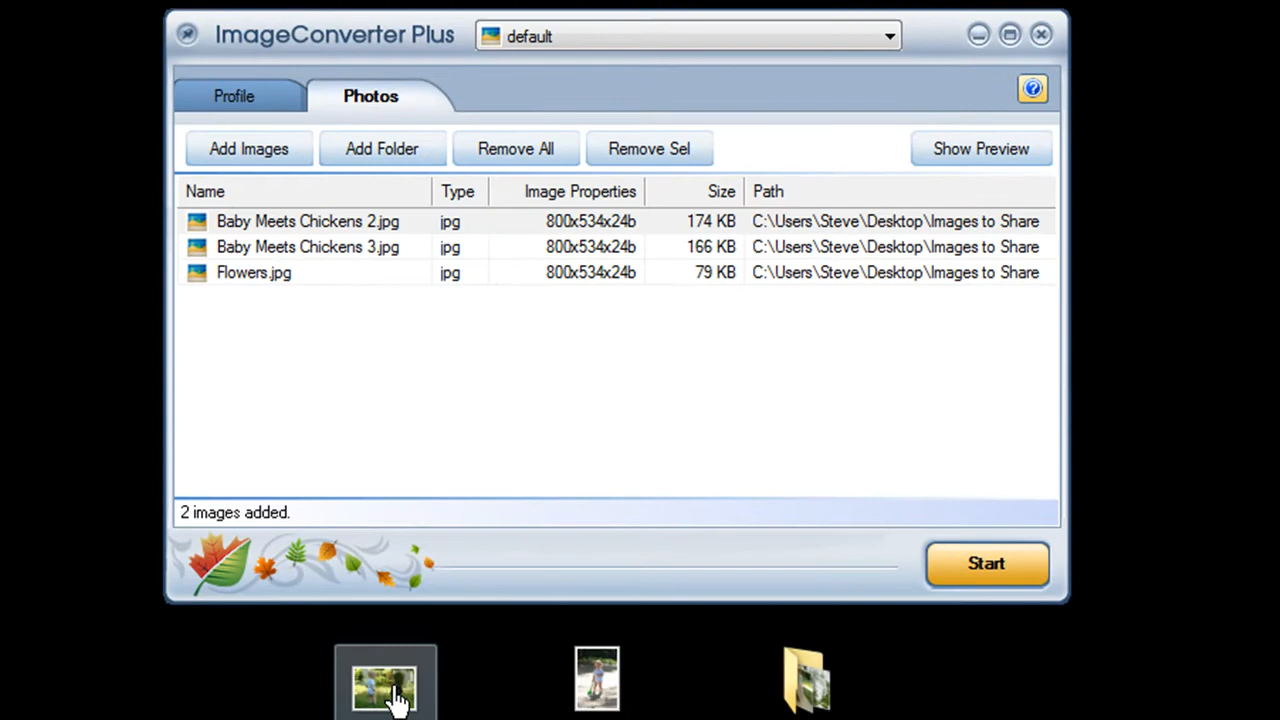 ImageConverter Plus default
Profile Photos
Add Images Add Folder Remove All Remove Sel Show Preview
Name Type Image Properties Size Path
Baby Meets Chickens 2.jpg jpg 800x534x24b 174 KB C:\Users\Steve\Desktop\Images to Share
Baby Meets Chickens 3.jpg jpg 800x534x24b 166 KB C:\Users\Steve\Desktop\Images to Share
Flowers.jpg jpg 800x534x24b 79 KB C:\Users\Steve\Desktop\Images to Share
2 images added.
Start